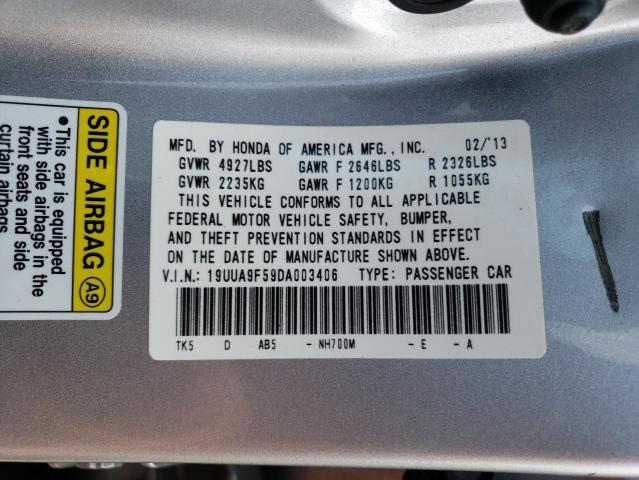 SIDE AIRBAG A9
•This car is equipped
with side airbags in the
front seats and side
curtain airbags
MFD. BY HONDA OF AMERICA MFG., INC. 02/'13
GVWR 4927LBS GAWR F 2646LBS R 2326LBS
GVWR 2235KG GAWR F 1200KG R 1055KG
THIS VEHICLE CONFORMS TO ALL APPLICABLE
FEDERAL MOTOR VEHICLE SAFETY, BUMPER,
AND THEFT PREVENTION STANDARDS IN EFFECT
ON THE DATE OF MANUFACTURE SHOWN ABOVE.
V.I.N.: 19UUA9F59DA003406 TYPE: PASSENGER CAR
TK5 D AB5 - NH700M - E - A